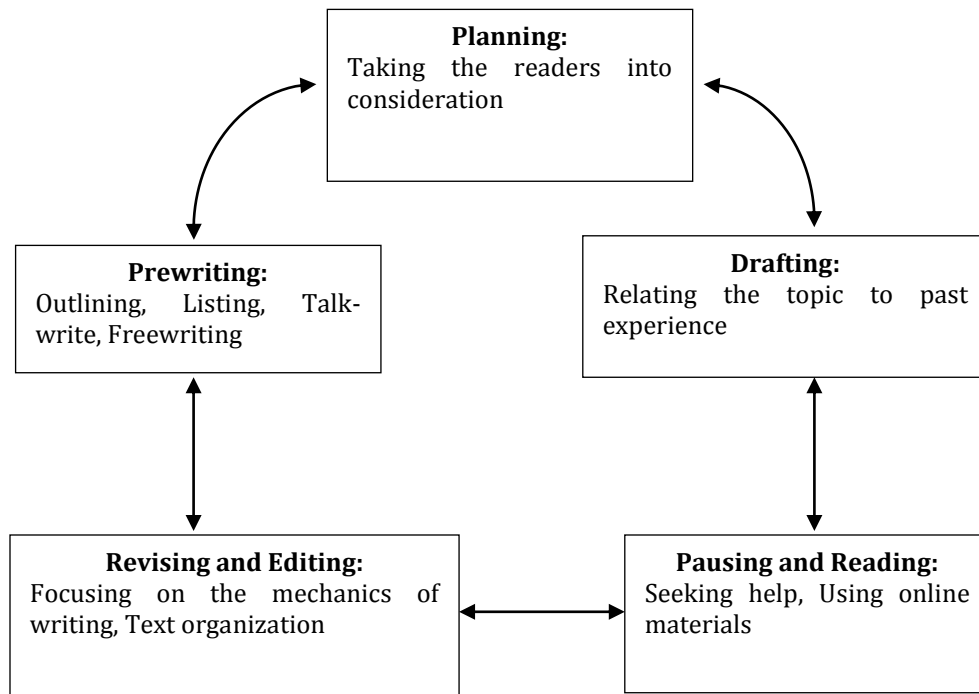 Planning:
Taking the readers into
consideration
Prewriting:
Outlining, Listing, Talk-
write, Freewriting
Drafting:
Relating the topic to past
experience
Revising and Editing:
Focusing on the mechanics of
writing, Text organization
Pausing and Reading:
Seeking help, Using online
materials